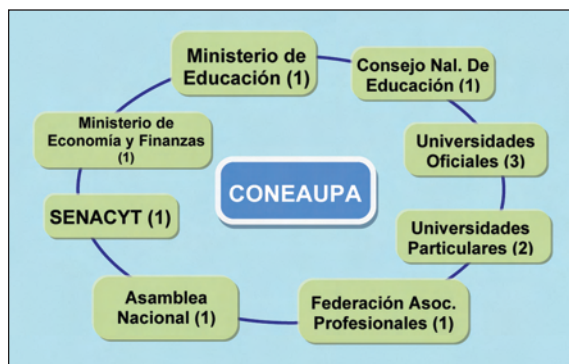 Ministerio de
Educación (1)
Consejo Nal. De
Educación (1)
Universidades
Oficiales (3)
Universidades
Particulares (2)
Federación Asoc.
Profesionales (1)
Asamblea
Nacional (1)
SENACYT (1)
Ministerio de
Economía y Finanzas
(1)
CONEAUPA